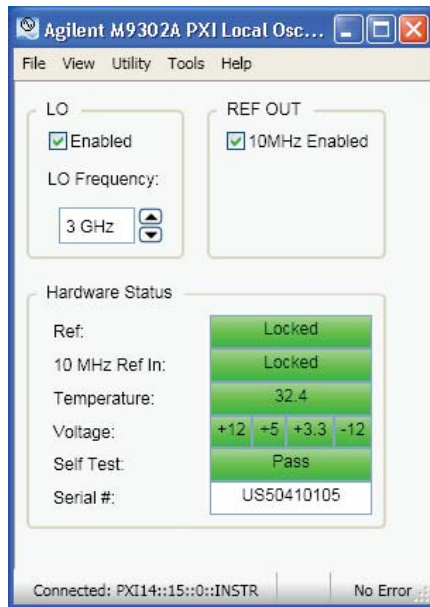 Agilent M9302A PXI Local Osc...
File View Utility Tools Help
LO
Enabled
LO Frequency:
3 GHz
REF OUT
10MHz Enabled
Hardware Status
Ref: Locked
10 MHz Ref In: Locked
Temperature: 32.4
Voltage: +12 +5 +3.3 -12
Self Test: Pass
Serial #: US50410105
Connected: PXI14::15::0::INSTR No Error